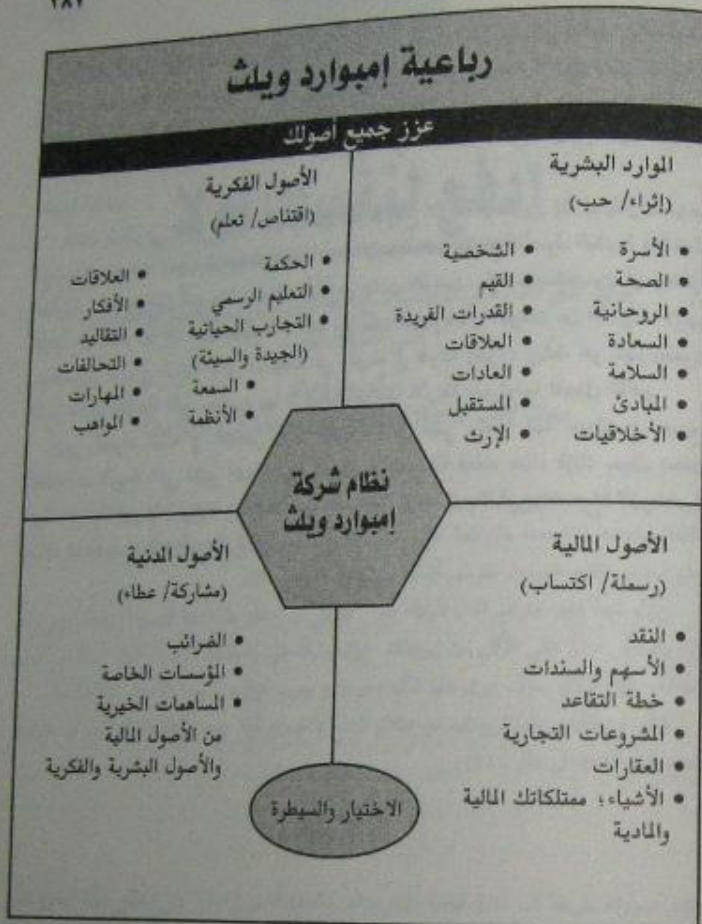 ٢٨٧
رباعية إمبوارد ويلث
عزز جميع أصولك
الموارد البشرية
(إثراء/ حب)
• الأسرة
• الصحة
• الروحانية
• السعادة
• السلامة
• المبادئ
• الأخلاقيات
• الشخصية
• القيم
• القدرات الفريدة
• العلاقات
• العادات
• المستقبل
• الإرث
الأصول الفكرية
(اقتناص/ تعلم)
• الحكمة
• التعليم الرسمي
• التجارب الحياتية
(الجيدة والسيئة)
• السمعة
• الأنظمة
• العلاقات
• الأفكار
• التقاليد
• التحالفات
• المهارات
• المواهب
نظام شركة
إمبوارد ويلث
الأصول المالية
(رسملة/ اكتساب)
• النقد
• الأسهم والسندات
• خطة التقاعد
• المشروعات التجارية
• العقارات
• الأشياء؛ ممتلكاتك المالية
والمادية
الأصول المدنية
(مشاركة/ عطاء)
• الضرائب
• المؤسسات الخاصة
• المساهمات الخيرية
من الأصول المالية
والأصول البشرية والفكرية
الاختيار والسيطرة